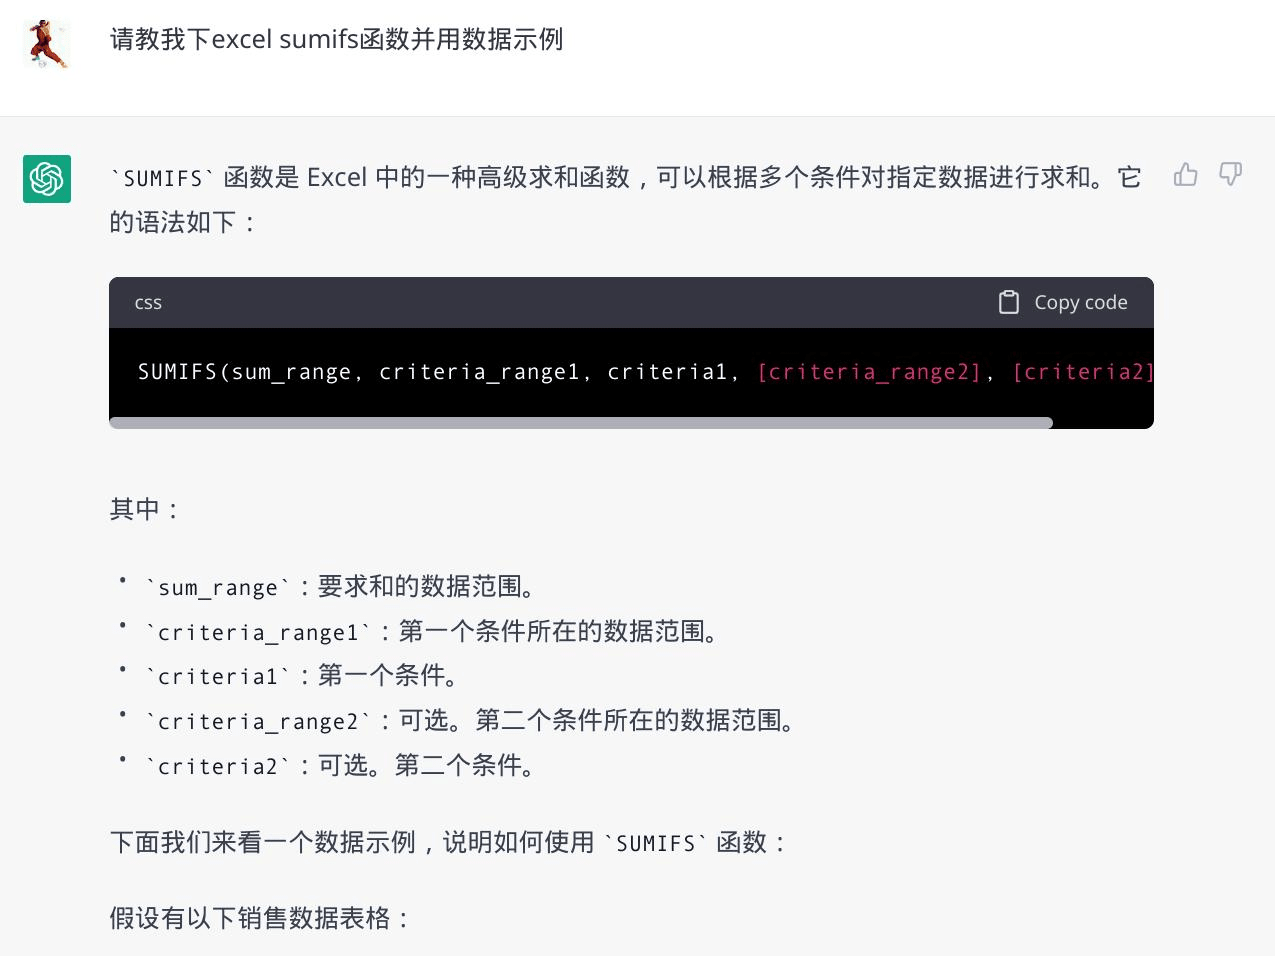 请教我下excel sumifs函数并用数据示例
`SUMIFS` 函数是 Excel 中的一种高级求和函数，可以根据多个条件对指定数据进行求和。它
的语法如下：
css
Copy code
SUMIFS(sum_range, criteria_range1, criteria1, [criteria_range2], [criteria2]
其中：
• `sum_range`：要求和的数据范围。
• `criteria_range1`：第一个条件所在的数据范围。
• `criteria1`：第一个条件。
• `criteria_range2`：可选。第二个条件所在的数据范围。
• `criteria2`：可选。第二个条件。
下面我们来看一个数据示例，说明如何使用 `SUMIFS` 函数：
假设有以下销售数据表格：